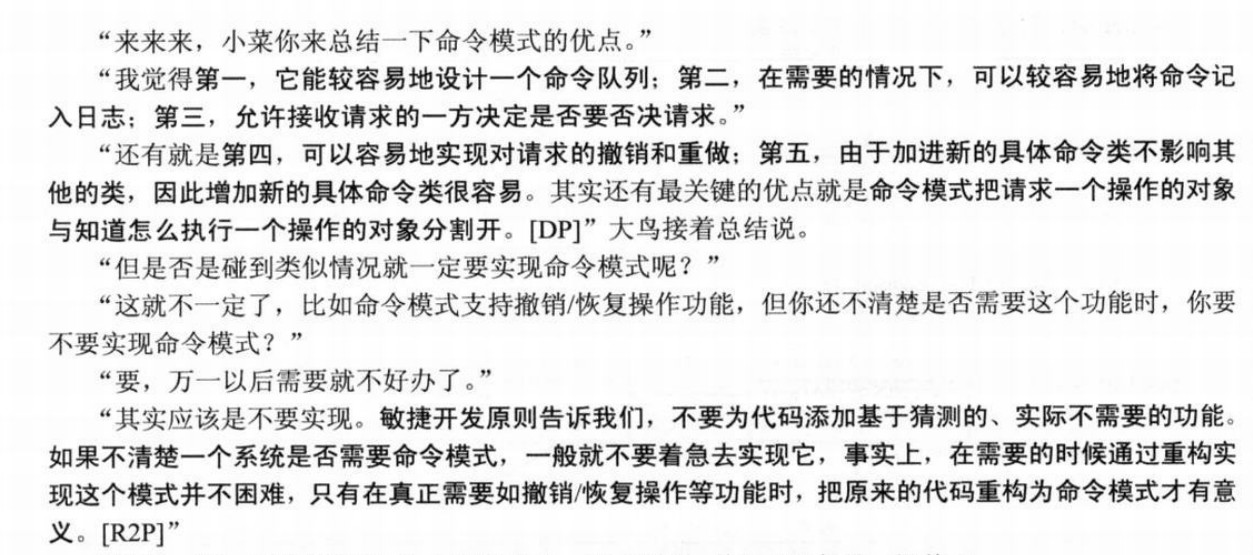 “来来来，小菜你来总结一下命令模式的优点。”
“我觉得第一，它能较容易地设计一个命令队列；第二，在需要的情况下，可以较容易地将命令记
入日志；第三，允许接收请求的一方决定是否要否决请求。”
“还有就是第四，可以容易地实现对请求的撤销和重做；第五，由于加进新的具体命令类不影响其
他的类，因此增加新的具体命令类很容易。其实还有最关键的优点就是命令模式把请求一个操作的对象
与知道怎么执行一个操作的对象分割开。[DP]”大鸟接着总结说。
“但是否是碰到类似情况就一定要实现命令模式呢？”
“这就不一定了，比如命令模式支持撤销/恢复操作功能，但你还不清楚是否需要这个功能时，你要
不要实现命令模式？”
“要，万一以后需要就不好办了。”
“其实应该是不要实现。敏捷开发原则告诉我们，不要为代码添加基于猜测的、实际不需要的功能。
如果不清楚一个系统是否需要命令模式，一般就不要着急去实现它，事实上，在需要的时候通过重构实
现这个模式并不困难，只有在真正需要如撤销/恢复操作等功能时，把原来的代码重构为命令模式才有意
义。[R2P]”